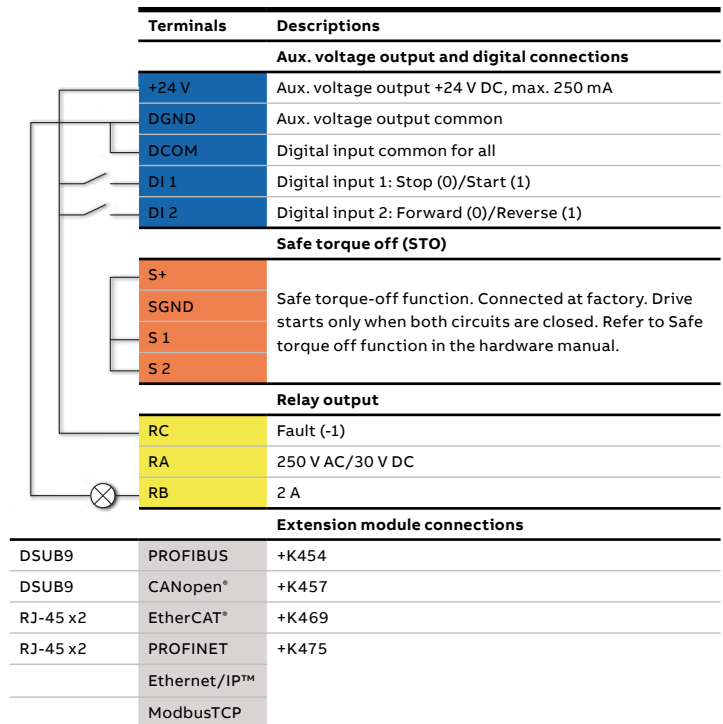 Terminals Descriptions
Aux. voltage output and digital connections
+24 V Aux. voltage output +24 V DC, max. 250 mA
DGND Aux. voltage output common
DCOM Digital input common for all
DI 1 Digital input 1: Stop (0)/Start (1)
DI 2 Digital input 2: Forward (0)/Reverse (1)
Safe torque off (STO)
S+
SGND
S 1
S 2
Safe torque-off function. Connected at factory. Drive
starts only when both circuits are closed. Refer to Safe
torque off function in the hardware manual.
Relay output
RC Fault (-1)
RA 250 V AC/30 V DC
RB 2 A
Extension module connections
DSUB9 PROFIBUS +K454
DSUB9 CANopen® +K457
RJ-45 x2 EtherCAT® +K469
RJ-45 x2 PROFINET +K475
Ethernet/IP™
ModbusTCP